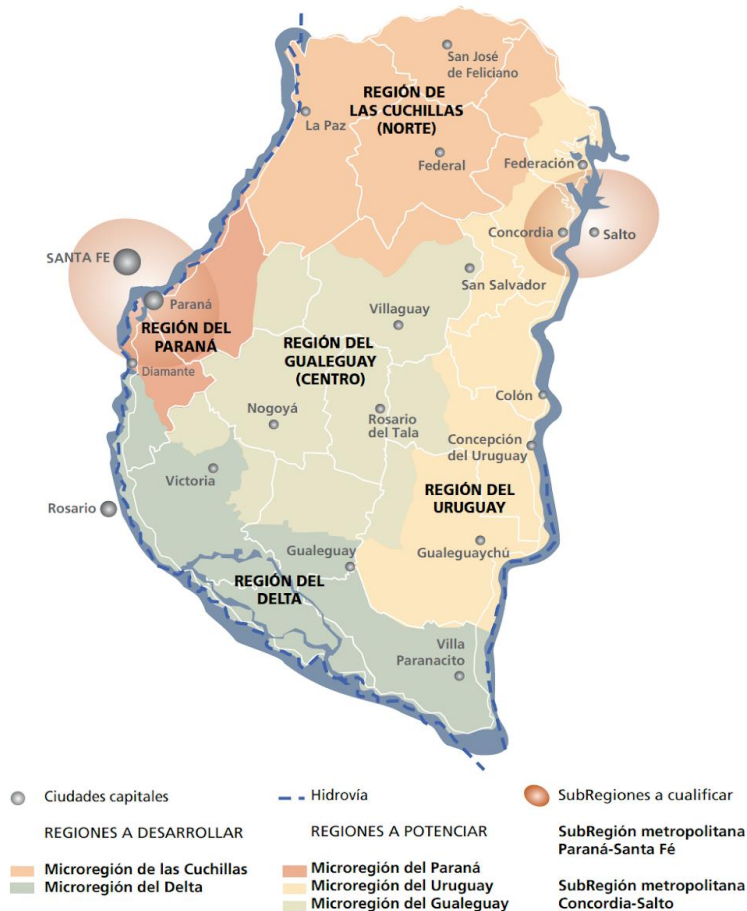 San José
de Feliciano
REGIÓN DE
LAS CUCHILLAS
(NORTE)
La Paz
Federal
Federación
SANTA FE
Concordia
Salto
San Salvador
Paraná
Villaguay
REGIÓN DEL
PARANÁ
REGIÓN DEL
GUALEGUAY
(CENTRO)
Diamante
Colón
Nogoyá
Rosario
del Tala
Concepción
del Uruguay
Victoria
REGIÓN DEL
URUGUAY
Rosario
Gualeguay
Gualeguaychú
REGIÓN DEL
DELTA
Villa
Paranacito
Ciudades capitales
Hidrovía
SubRegiones a cualificar
REGIONES A DESARROLLAR
REGIONES A POTENCIAR
SubRegión metropolitana
Paraná-Santa Fé
Microregión de las Cuchillas
Microregión del Delta
Microregión del Paraná
Microregión del Uruguay
Microregión del Gualeguay
SubRegión metropolitana
Concordia-Salto